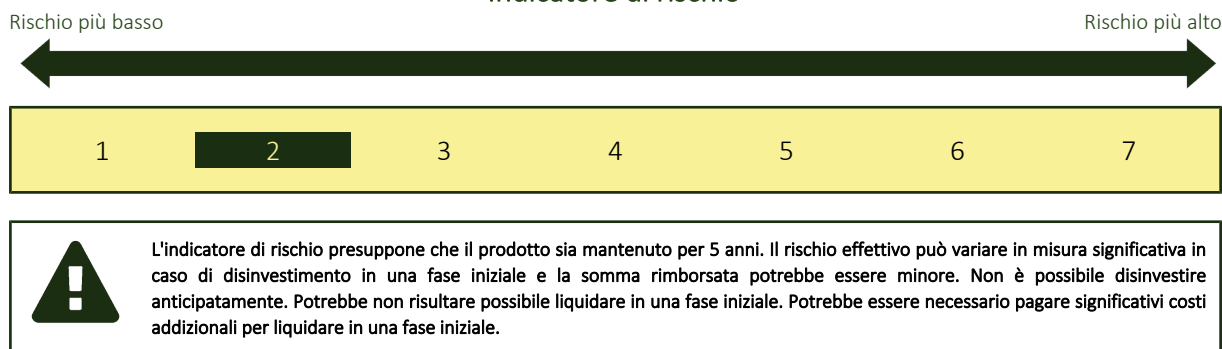 Indicatore di rischio
Rischio più basso
Rischio più alto
1 2 3 4 5 6 7
L'indicatore di rischio presuppone che il prodotto sia mantenuto per 5 anni. Il rischio effettivo può variare in misura significativa in
caso di disinvestimento in una fase iniziale e la somma rimborsata potrebbe essere minore. Non è possibile disinvestire
anticipatamente. Potrebbe non risultare possibile liquidare in una fase iniziale. Potrebbe essere necessario pagare significativi costi
addizionali per liquidare in una fase iniziale.